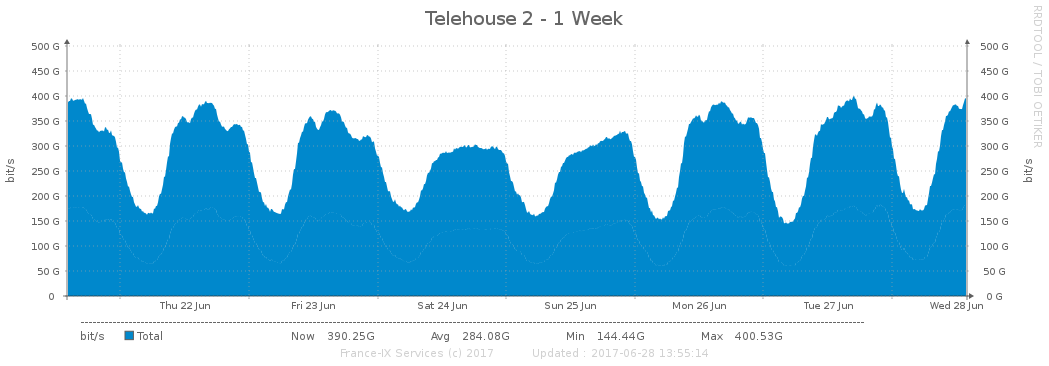 Telehouse 2 - 1 Week
RRDTOOL / TOBI OETIKER
500 G 500 G
450 G 450 G
400 G 400 G
350 G 350 G
300 G 300 G
250 G 250 G
200 G 200 G
150 G 150 G
100 G 100 G
50 G 50 G
0 0 G
bit/s bit/s
Thu 22 Jun Fri 23 Jun Sat 24 Jun Sun 25 Jun Mon 26 Jun Tue 27 Jun Wed 28 Jun
bit/s Total Now 390.25G Avg 284.08G Min 144.44G Max 400.53G
France-IX Services (c) 2017 Updated : 2017-06-28 13:55:14